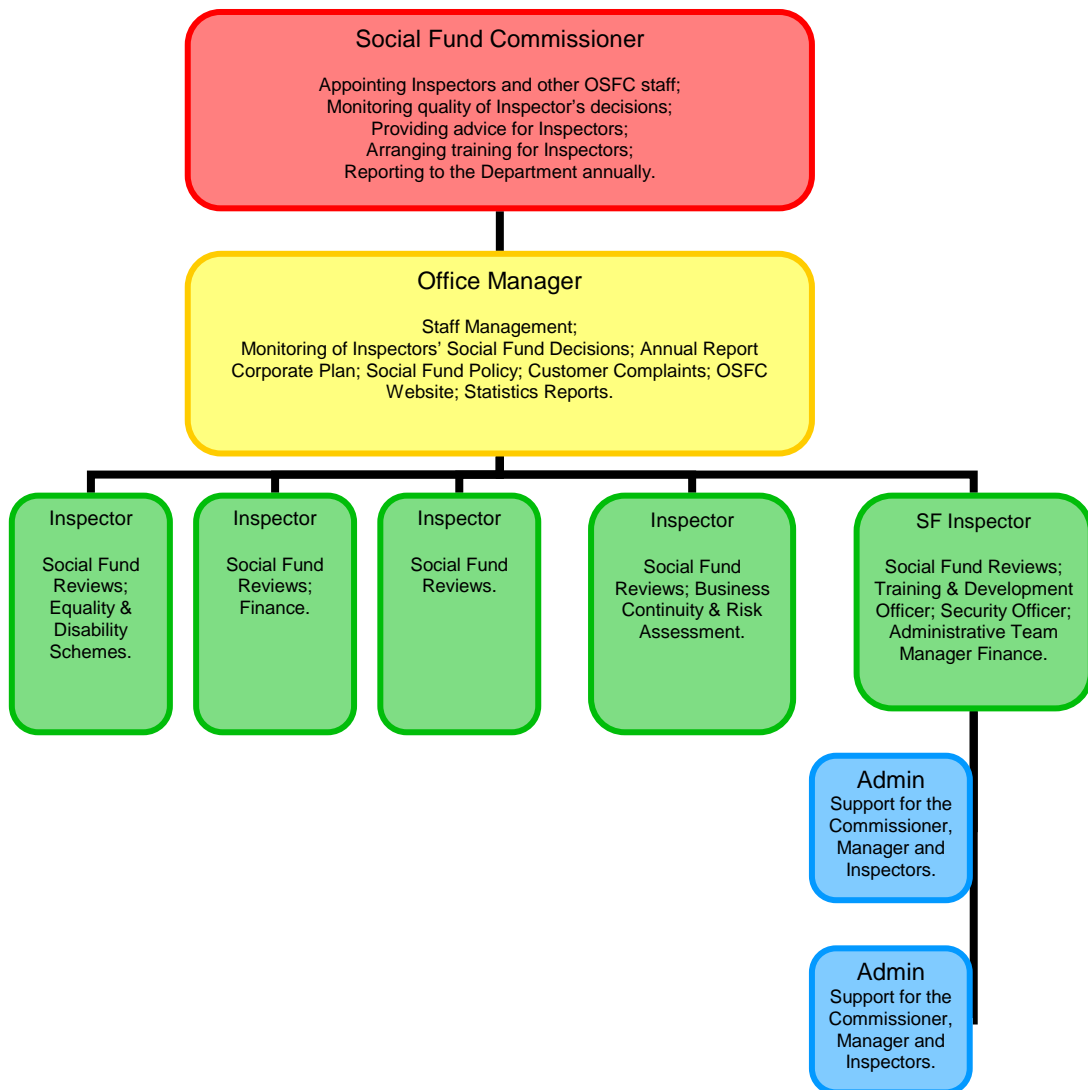 Social Fund Commissioner
Appointing Inspectors and other OSFC staff;
Monitoring quality of Inspector's decisions;
Providing advice for Inspectors;
Arranging training for Inspectors;
Reporting to the Department annually.
Office Manager
Staff Management;
Monitoring of Inspectors' Social Fund Decisions; Annual Report
Corporate Plan; Social Fund Policy; Customer Complaints; OSFC
Website; Statistics Reports.
Inspector
Social Fund
Reviews;
Equality &
Disability
Schemes.
Inspector
Social Fund
Reviews;
Finance.
Inspector
Social Fund
Reviews.
Inspector
Social Fund
Reviews; Business
Continuity & Risk
Assessment.
SF Inspector
Social Fund Reviews;
Training & Development
Officer; Security Officer;
Administrative Team
Manager Finance.
Admin
Support for the
Commissioner,
Manager and
Inspectors.
Admin
Support for the
Commissioner,
Manager and
Inspectors.